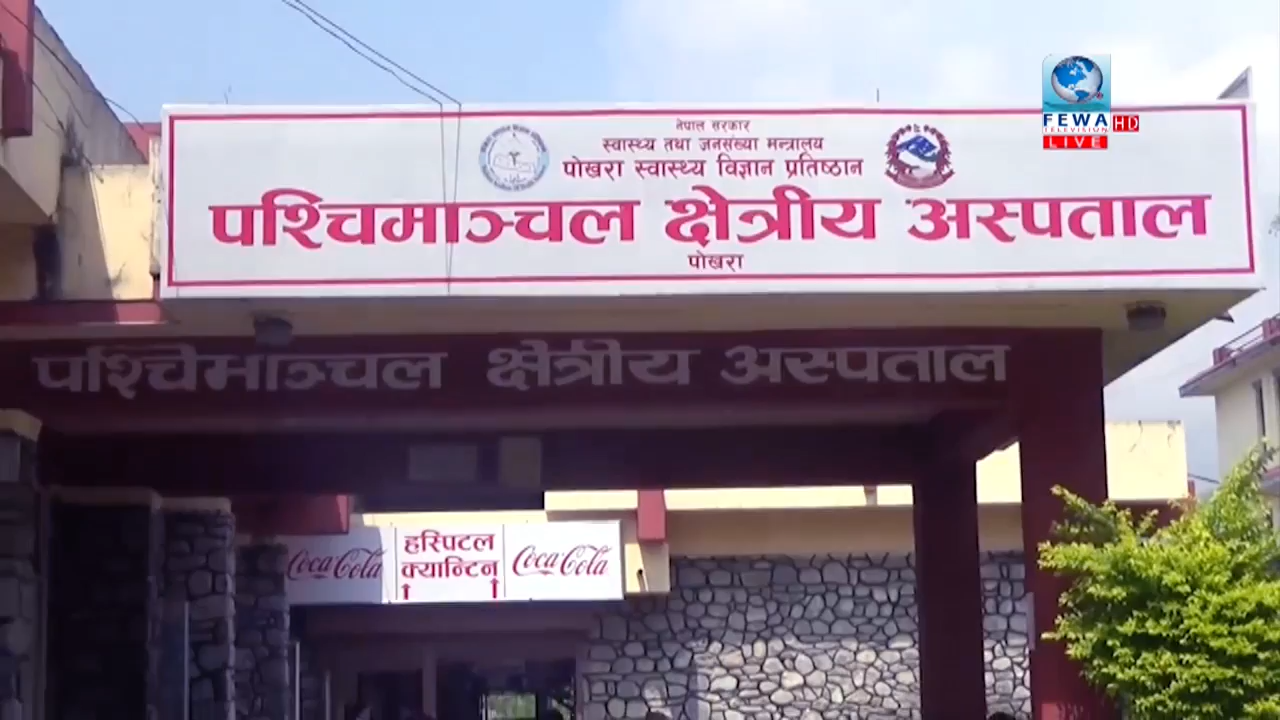 नेपाल सरकार
स्वास्थ्य तथा जनसंख्या मन्त्रालय
पोखरा स्वास्थ्य विज्ञान प्रतिष्ठान
पश्चिमाञ्चल क्षेत्रीय अस्पताल
पोखरा
FEWA
TELEVISION HD
LIVE
पश्चिमाञ्चल क्षेत्रीय अस्पताल
Coca-Cola
हस्पिटल
क्यान्टिन
Coca-Cola